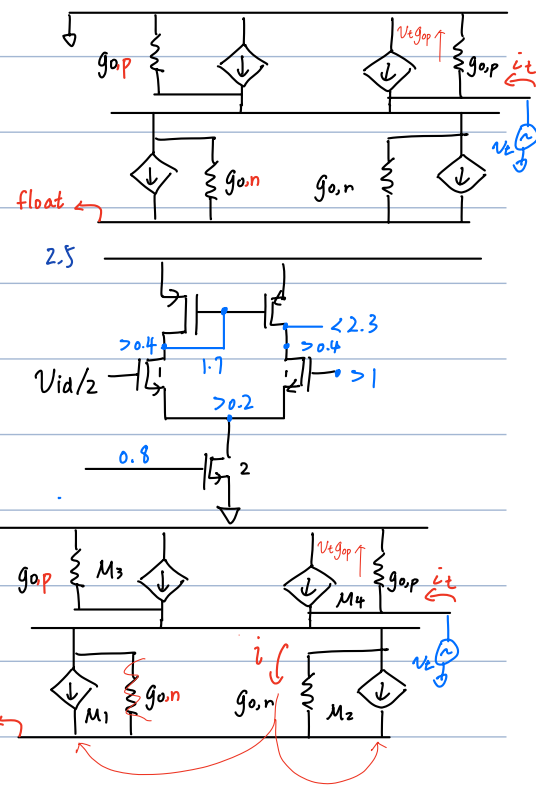 Vtgop
go,p
go,p
it
Vt
go,n
go,n
float
2.5
<2.3
>0.4
>0.4
1.7
Vid/2
>1
>0.2
0.8
2
Vtgop
go,p
M3
go,p
it
M4
Vt
i
go,n
go,n
M1
M2